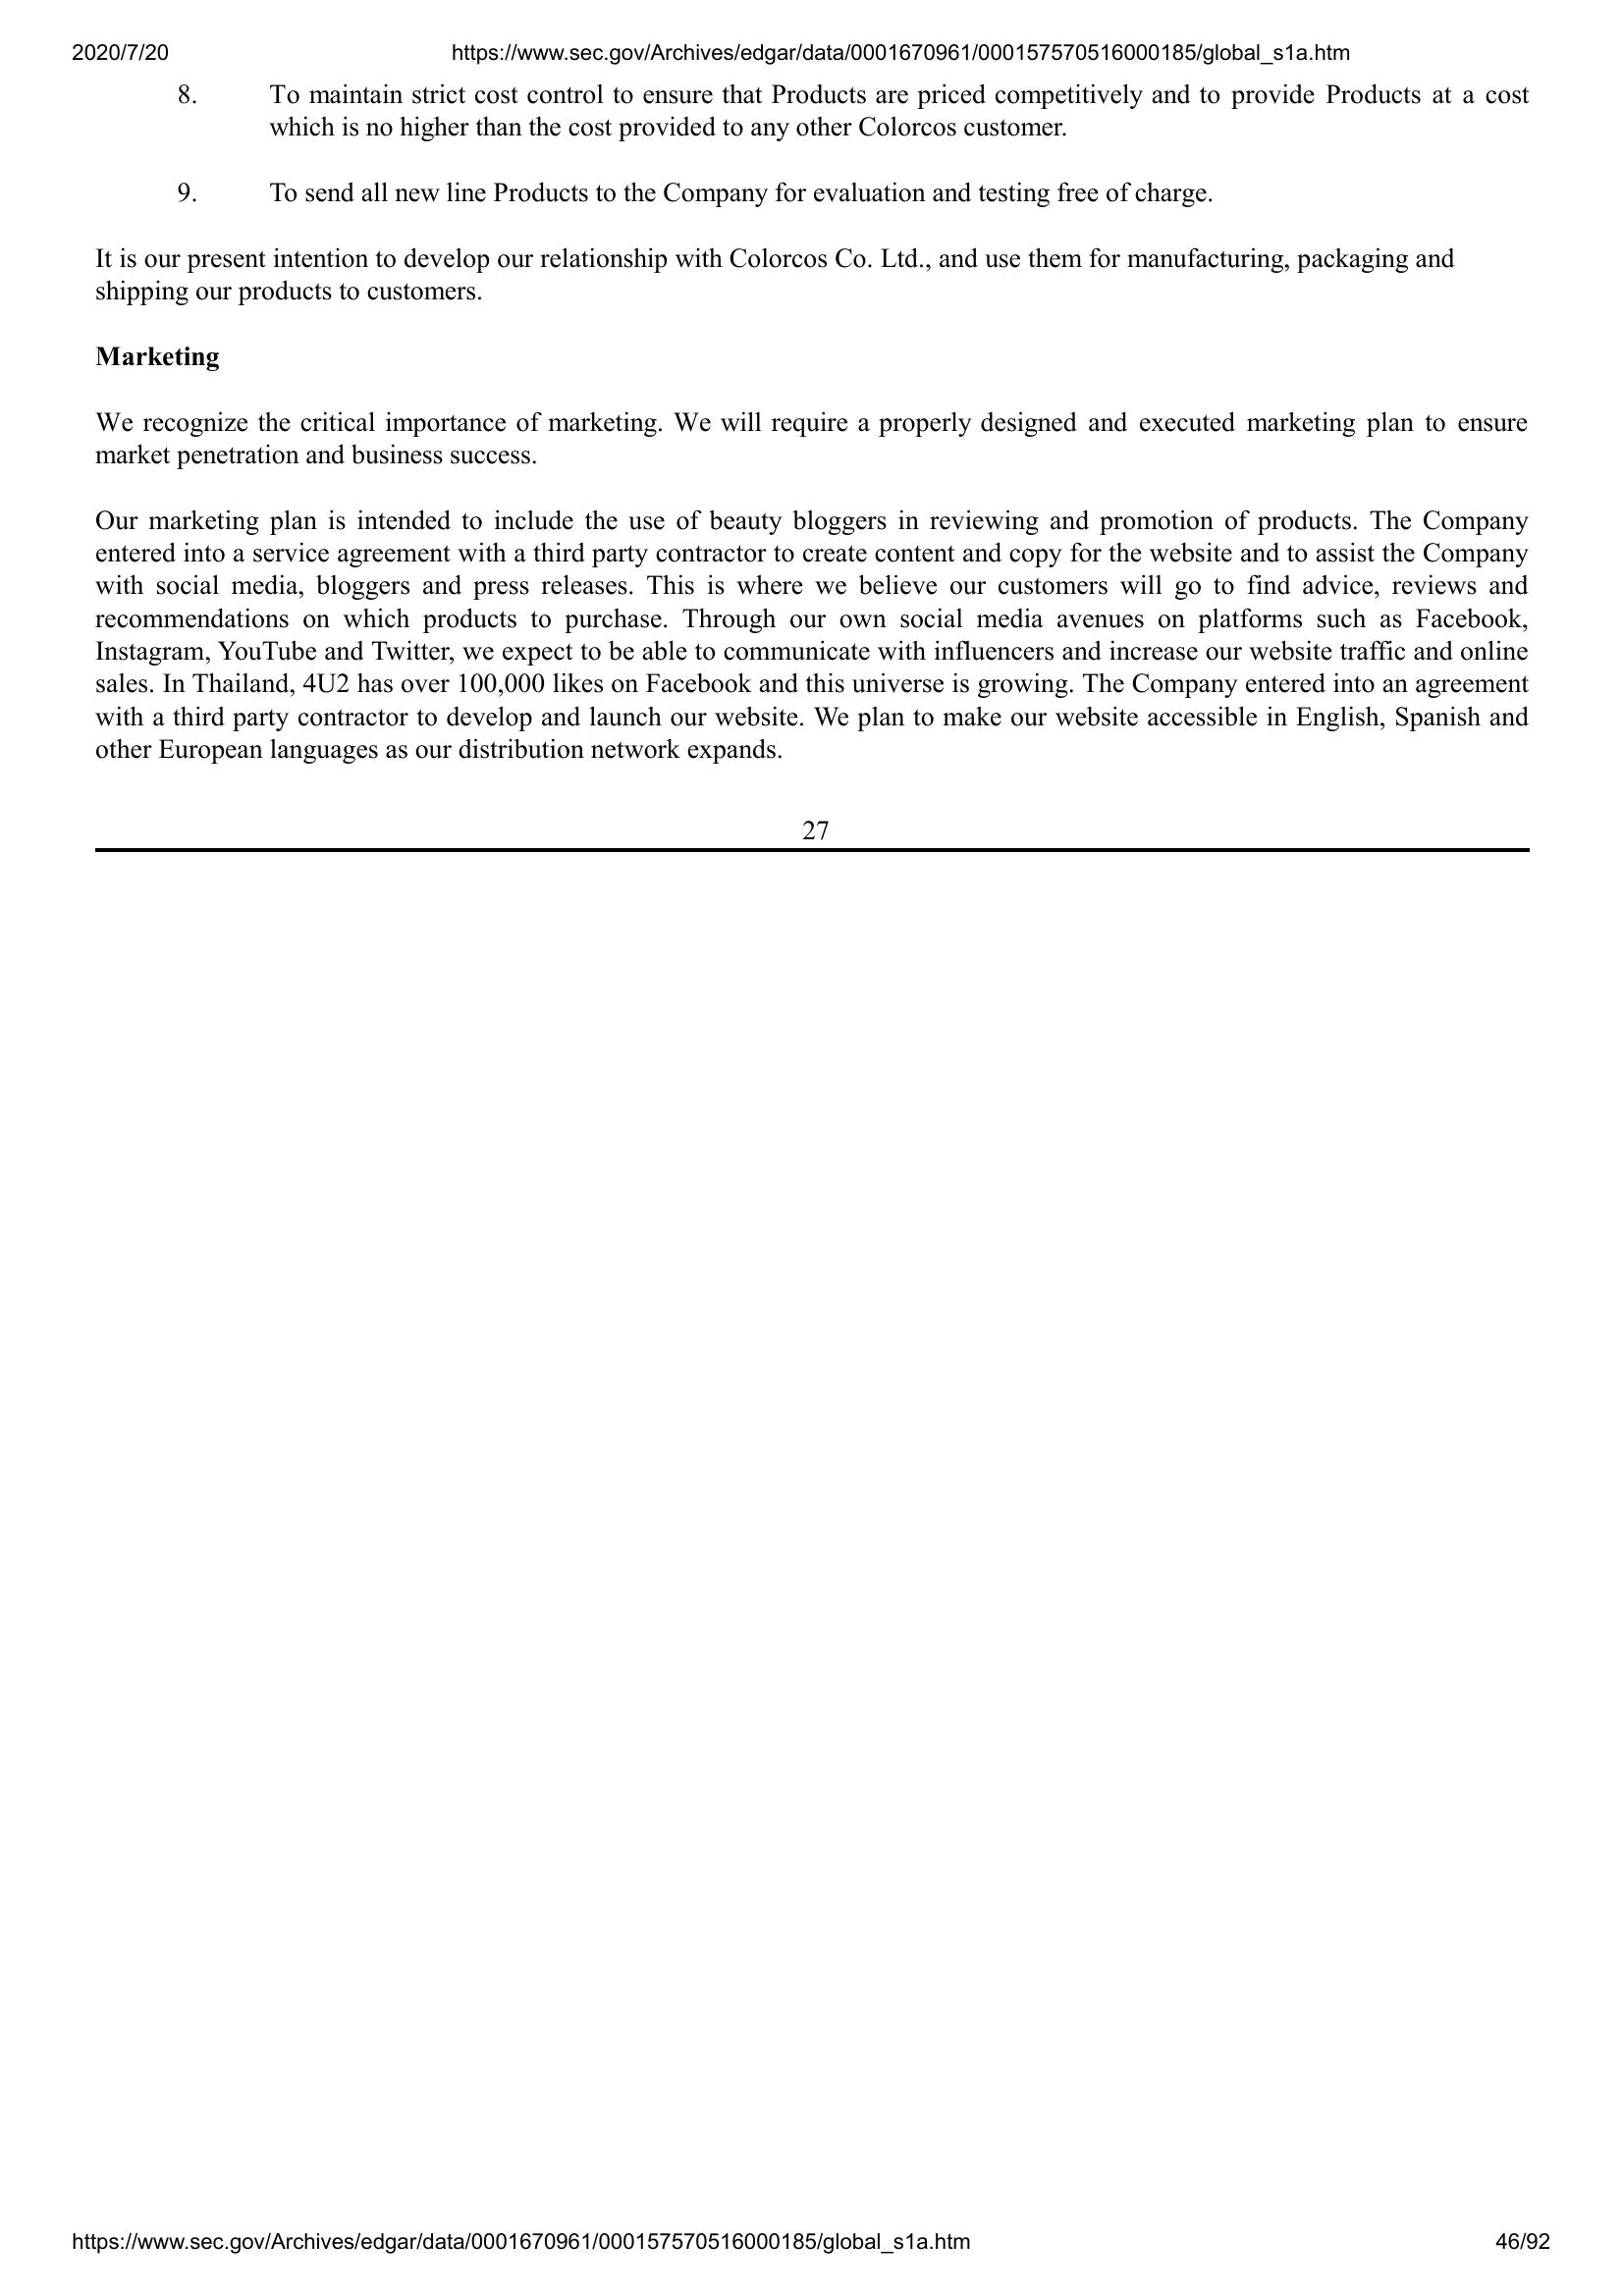 2020/7/20 https://www.sec.gov/Archives/edgar/data/0001670961/000157570516000185/global_s1a.htm
8. To maintain strict cost control to ensure that Products are priced competitively and to provide Products at a cost
which is no higher than the cost provided to any other Colorcos customer.
9. To send all new line Products to the Company for evaluation and testing free of charge.
It is our present intention to develop our relationship with Colorcos Co. Ltd., and use them for manufacturing, packaging and
shipping our products to customers.
Marketing
We recognize the critical importance of marketing. We will require a properly designed and executed marketing plan to ensure
market penetration and business success.
Our marketing plan is intended to include the use of beauty bloggers in reviewing and promotion of products. The Company
entered into a service agreement with a third party contractor to create content and copy for the website and to assist the Company
with social media, bloggers and press releases. This is where we believe our customers will go to find advice, reviews and
recommendations on which products to purchase. Through our own social media avenues on platforms such as Facebook,
Instagram, YouTube and Twitter, we expect to be able to communicate with influencers and increase our website traffic and online
sales. In Thailand, 4U2 has over 100,000 likes on Facebook and this universe is growing. The Company entered into an agreement
with a third party contractor to develop and launch our website. We plan to make our website accessible in English, Spanish and
other European languages as our distribution network expands.
27
https://www.sec.gov/Archives/edgar/data/0001670961/000157570516000185/global_s1a.htm 46/92